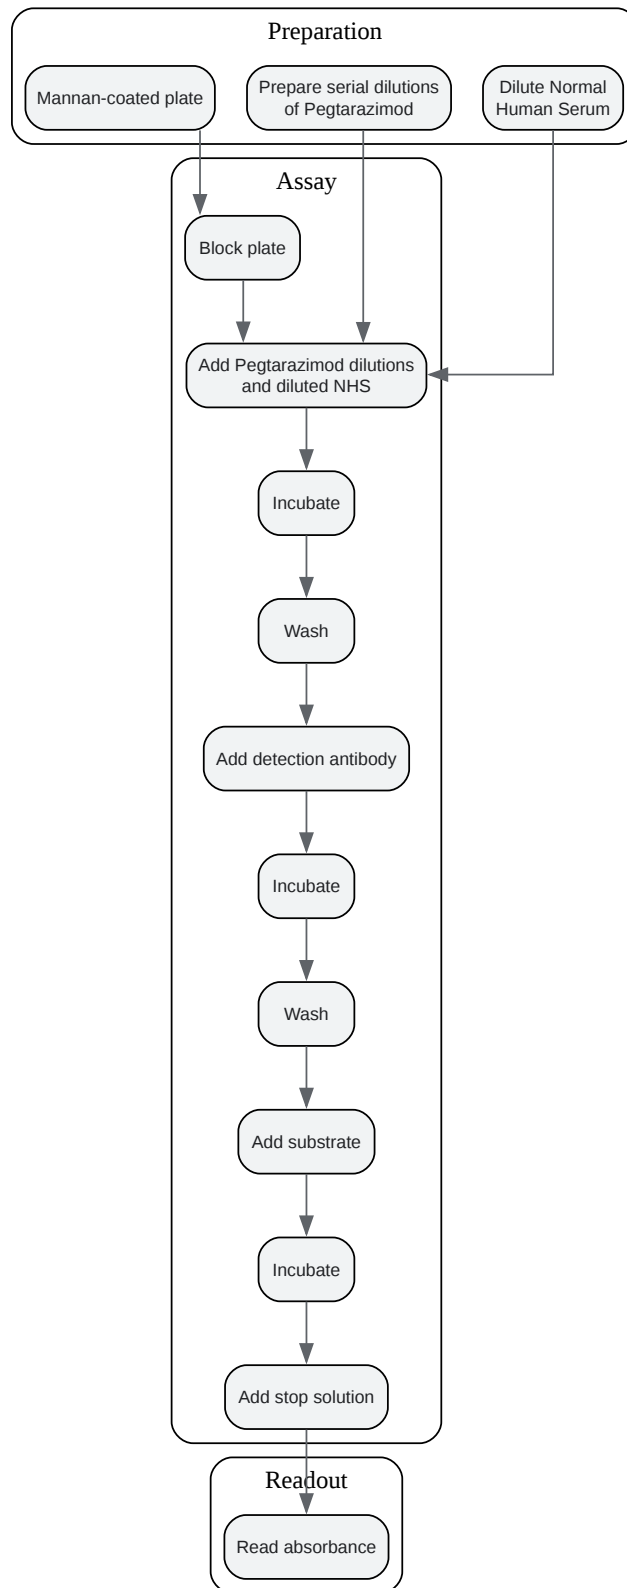 Preparation
Mannan-coated plate
Prepare serial dilutions
of Pegtarazimod
Dilute Normal
Human Serum
Assay
Block plate
Add Pegtarazimod dilutions
and diluted NHS
Incubate
Wash
Add detection antibody
Incubate
Wash
Add substrate
Incubate
Add stop solution
Readout
Read absorbance